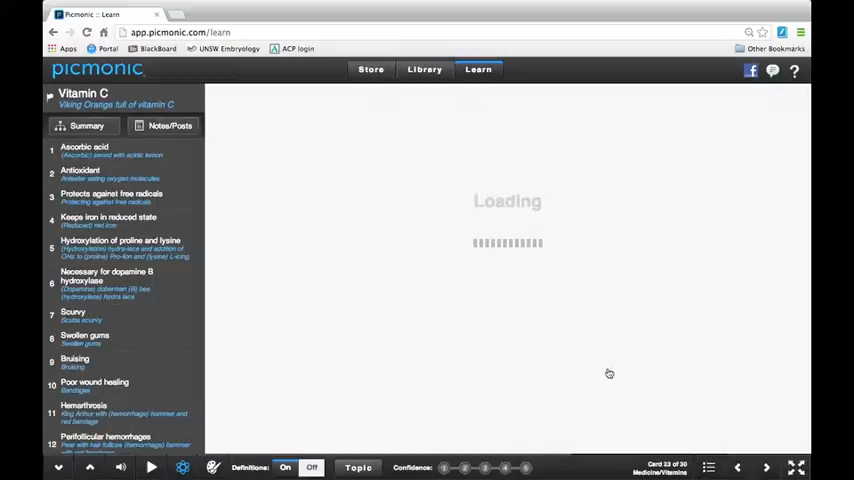 Picmonic :: Learn
app.picmonic.com/learn
Apps
Portal
BlackBoard
UNSW Embryology
ACP login
Other Bookmarks
picmonic
Store
Library
Learn
f
?
Vitamin C
Viking Orange full of vitamin C
Summary
Notes/Posts
1 Ascorbic acid
(Ascorbic) sword with acidic lemon
2 Antioxidant
Anteater eating oxygen molecules
3 Protects against free radicals
Protecting against free radicals
4 Keeps iron in reduced state
(Reduced) red iron
5 Hydroxylation of proline and lysine
(Hydroxylation) hydra-lace and addition of
OHs to (proline) Pro-lion and (lysine) L-icing
6 Necessary for dopamine B
hydroxylase
(Dopamine) doberman (B) bee
(hydroxylase) hydra lace
7 Scurvy
Scuba scurvy
8 Swollen gums
Swollen gums
9 Bruising
Bruising
10 Poor wound healing
Bandages
11 Hemarthrosis
King Arthur with (hemorrhage) hammer and
red bandage
12 Perifollicular hemorrhages
Pear with hair follicles (hemorrhage) hammer
Loading
Definitions:
On
Off
Topic
Confidence:
1 2 3 4 5
Card 23 of 30
Medicine/Vitamins